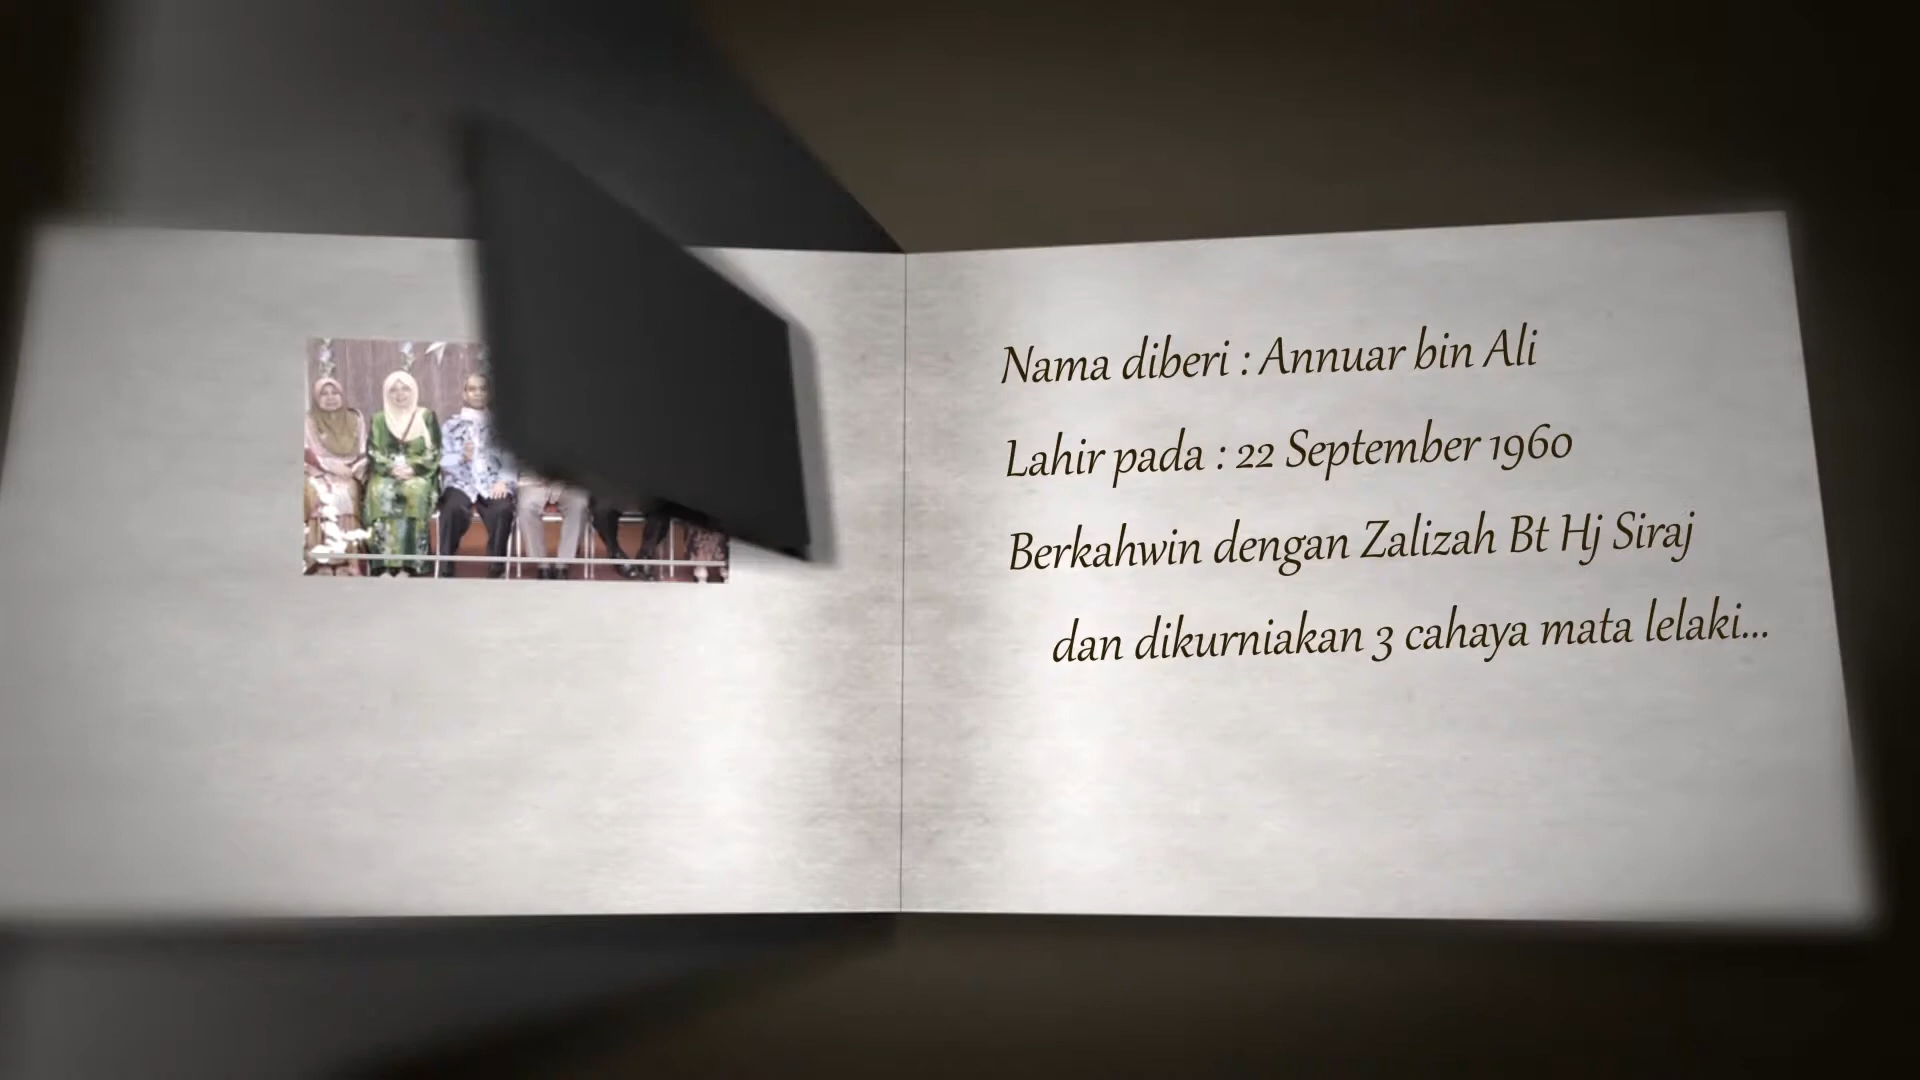 Nama diberi : Annuar bin Ali
Lahir pada : 22 September 1960
Berkahwin dengan Zalizah Bt Hj Siraj
dan dikurniakan 3 cahaya mata lelaki...